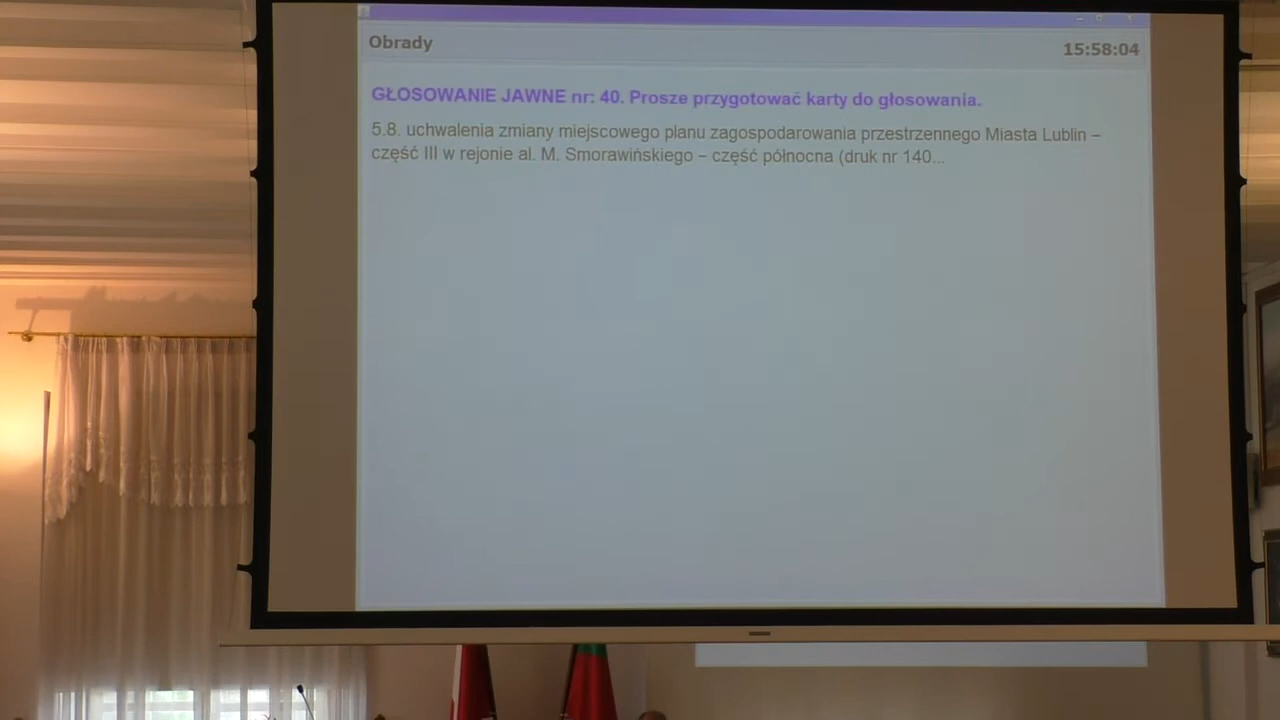 Obrady
15:58:04
GŁOSOWANIE JAWNE nr: 40. Prosze przygotować karty do głosowania.
5.8. uchwalenia zmiany miejscowego planu zagospodarowania przestrzennego Miasta Lublin –
część III w rejonie al. M. Smorawińskiego – część północna (druk nr 140...